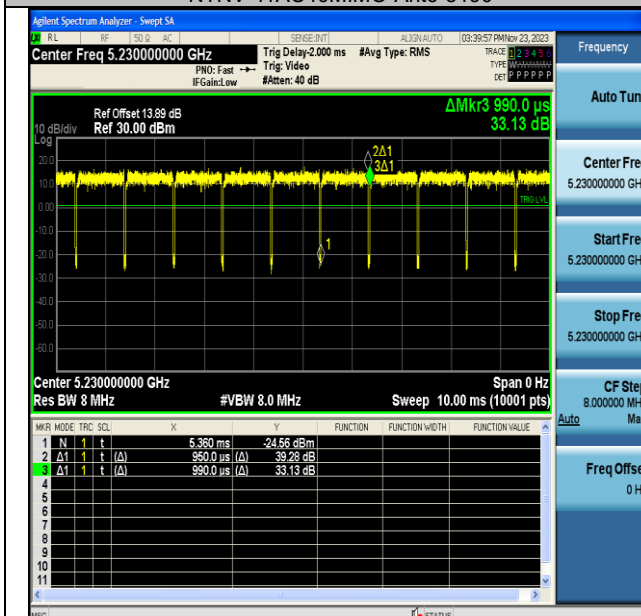 Agilent Spectrum Analyzer - Swept SA
RL RF 50 Ω AC SENSE:INT ALIGN AUTO 03:39:57 PM Nov 23, 2023
Center Freq 5.230000000 GHz
PNO: Fast
IFGain:Low
Trig Delay-2.000 ms
Trig: Video
#Atten: 40 dB
#Avg Type: RMS
TRACE 1 2 3 4 5 6
TYPE
DET P P P P P P
Frequency
Auto Tun
Ref Offset 13.89 dB
10 dB/div Ref 30.00 dBm
Log
ΔMkr3 990.0 µs
33.13 dB
20.0
10.0
0.00
-10.0
-20.0
-30.0
-40.0
-50.0
-60.0
2Δ1
3Δ1
TRIG LVL
1
Center Fre
5.230000000 GH
Start Fre
5.230000000 GH
Stop Fre
5.230000000 GH
Center 5.230000000 GHz Span 0 Hz
Res BW 8 MHz #VBW 8.0 MHz Sweep 10.00 ms (10001 pts)
CF Ste
8.000000 MH
Auto Ma
Freq Offse
0 H
MKR MODE TRC SCL X Y FUNCTION FUNCTION WIDTH FUNCTION VALUE
1 N 1 t 5.360 ms -24.56 dBm
2 Δ1 1 t (Δ) 950.0 µs (Δ) 39.28 dB
3 Δ1 1 t (Δ) 990.0 µs (Δ) 33.13 dB
4
5
6
7
8
9
10
11
STATUS